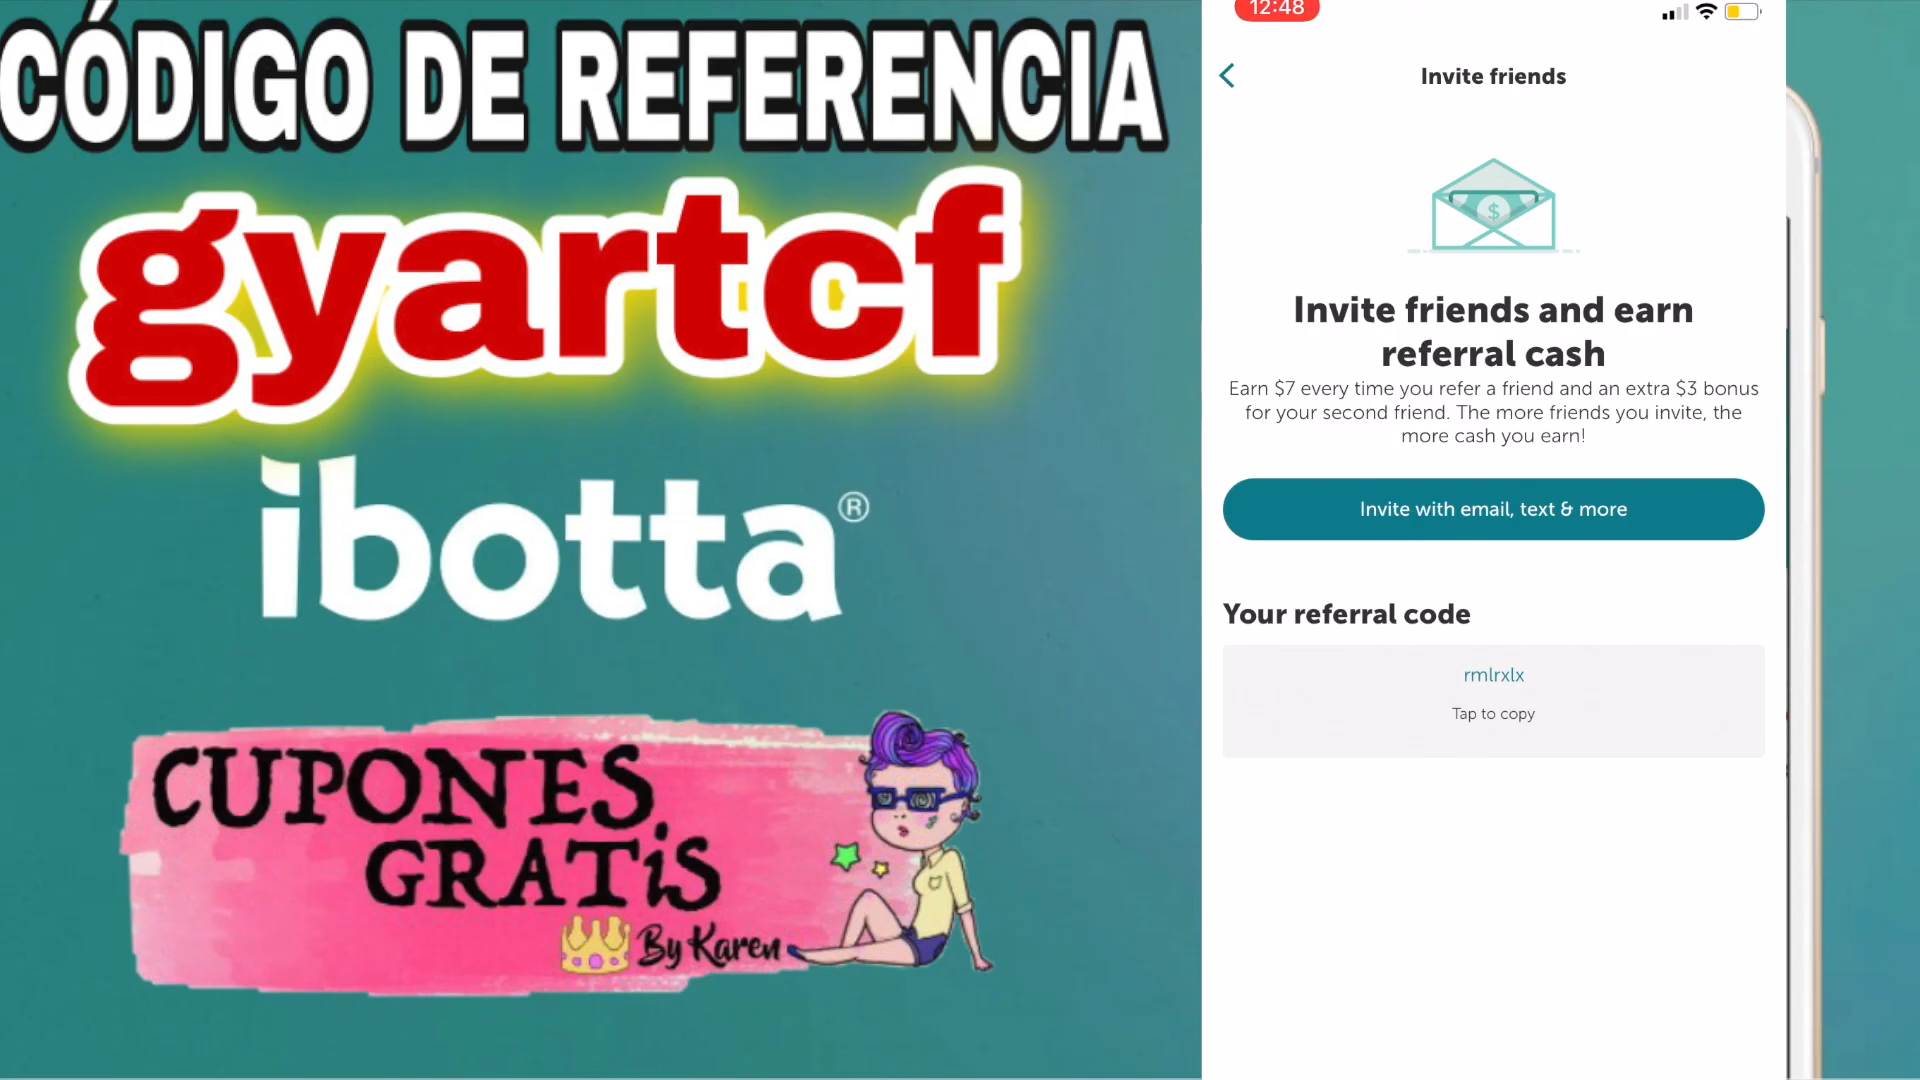 CÓDIGO DE REFERENCIA
gyartcf
ibotta®
CUPONES
GRATiS
By Karen
12:48
Invite friends
$
Invite friends and earn
referral cash
Earn $7 every time you refer a friend and an extra $3 bonus
for your second friend. The more friends you invite, the
more cash you earn!
Invite with email, text & more
Your referral code
rmlrxlx
Tap to copy